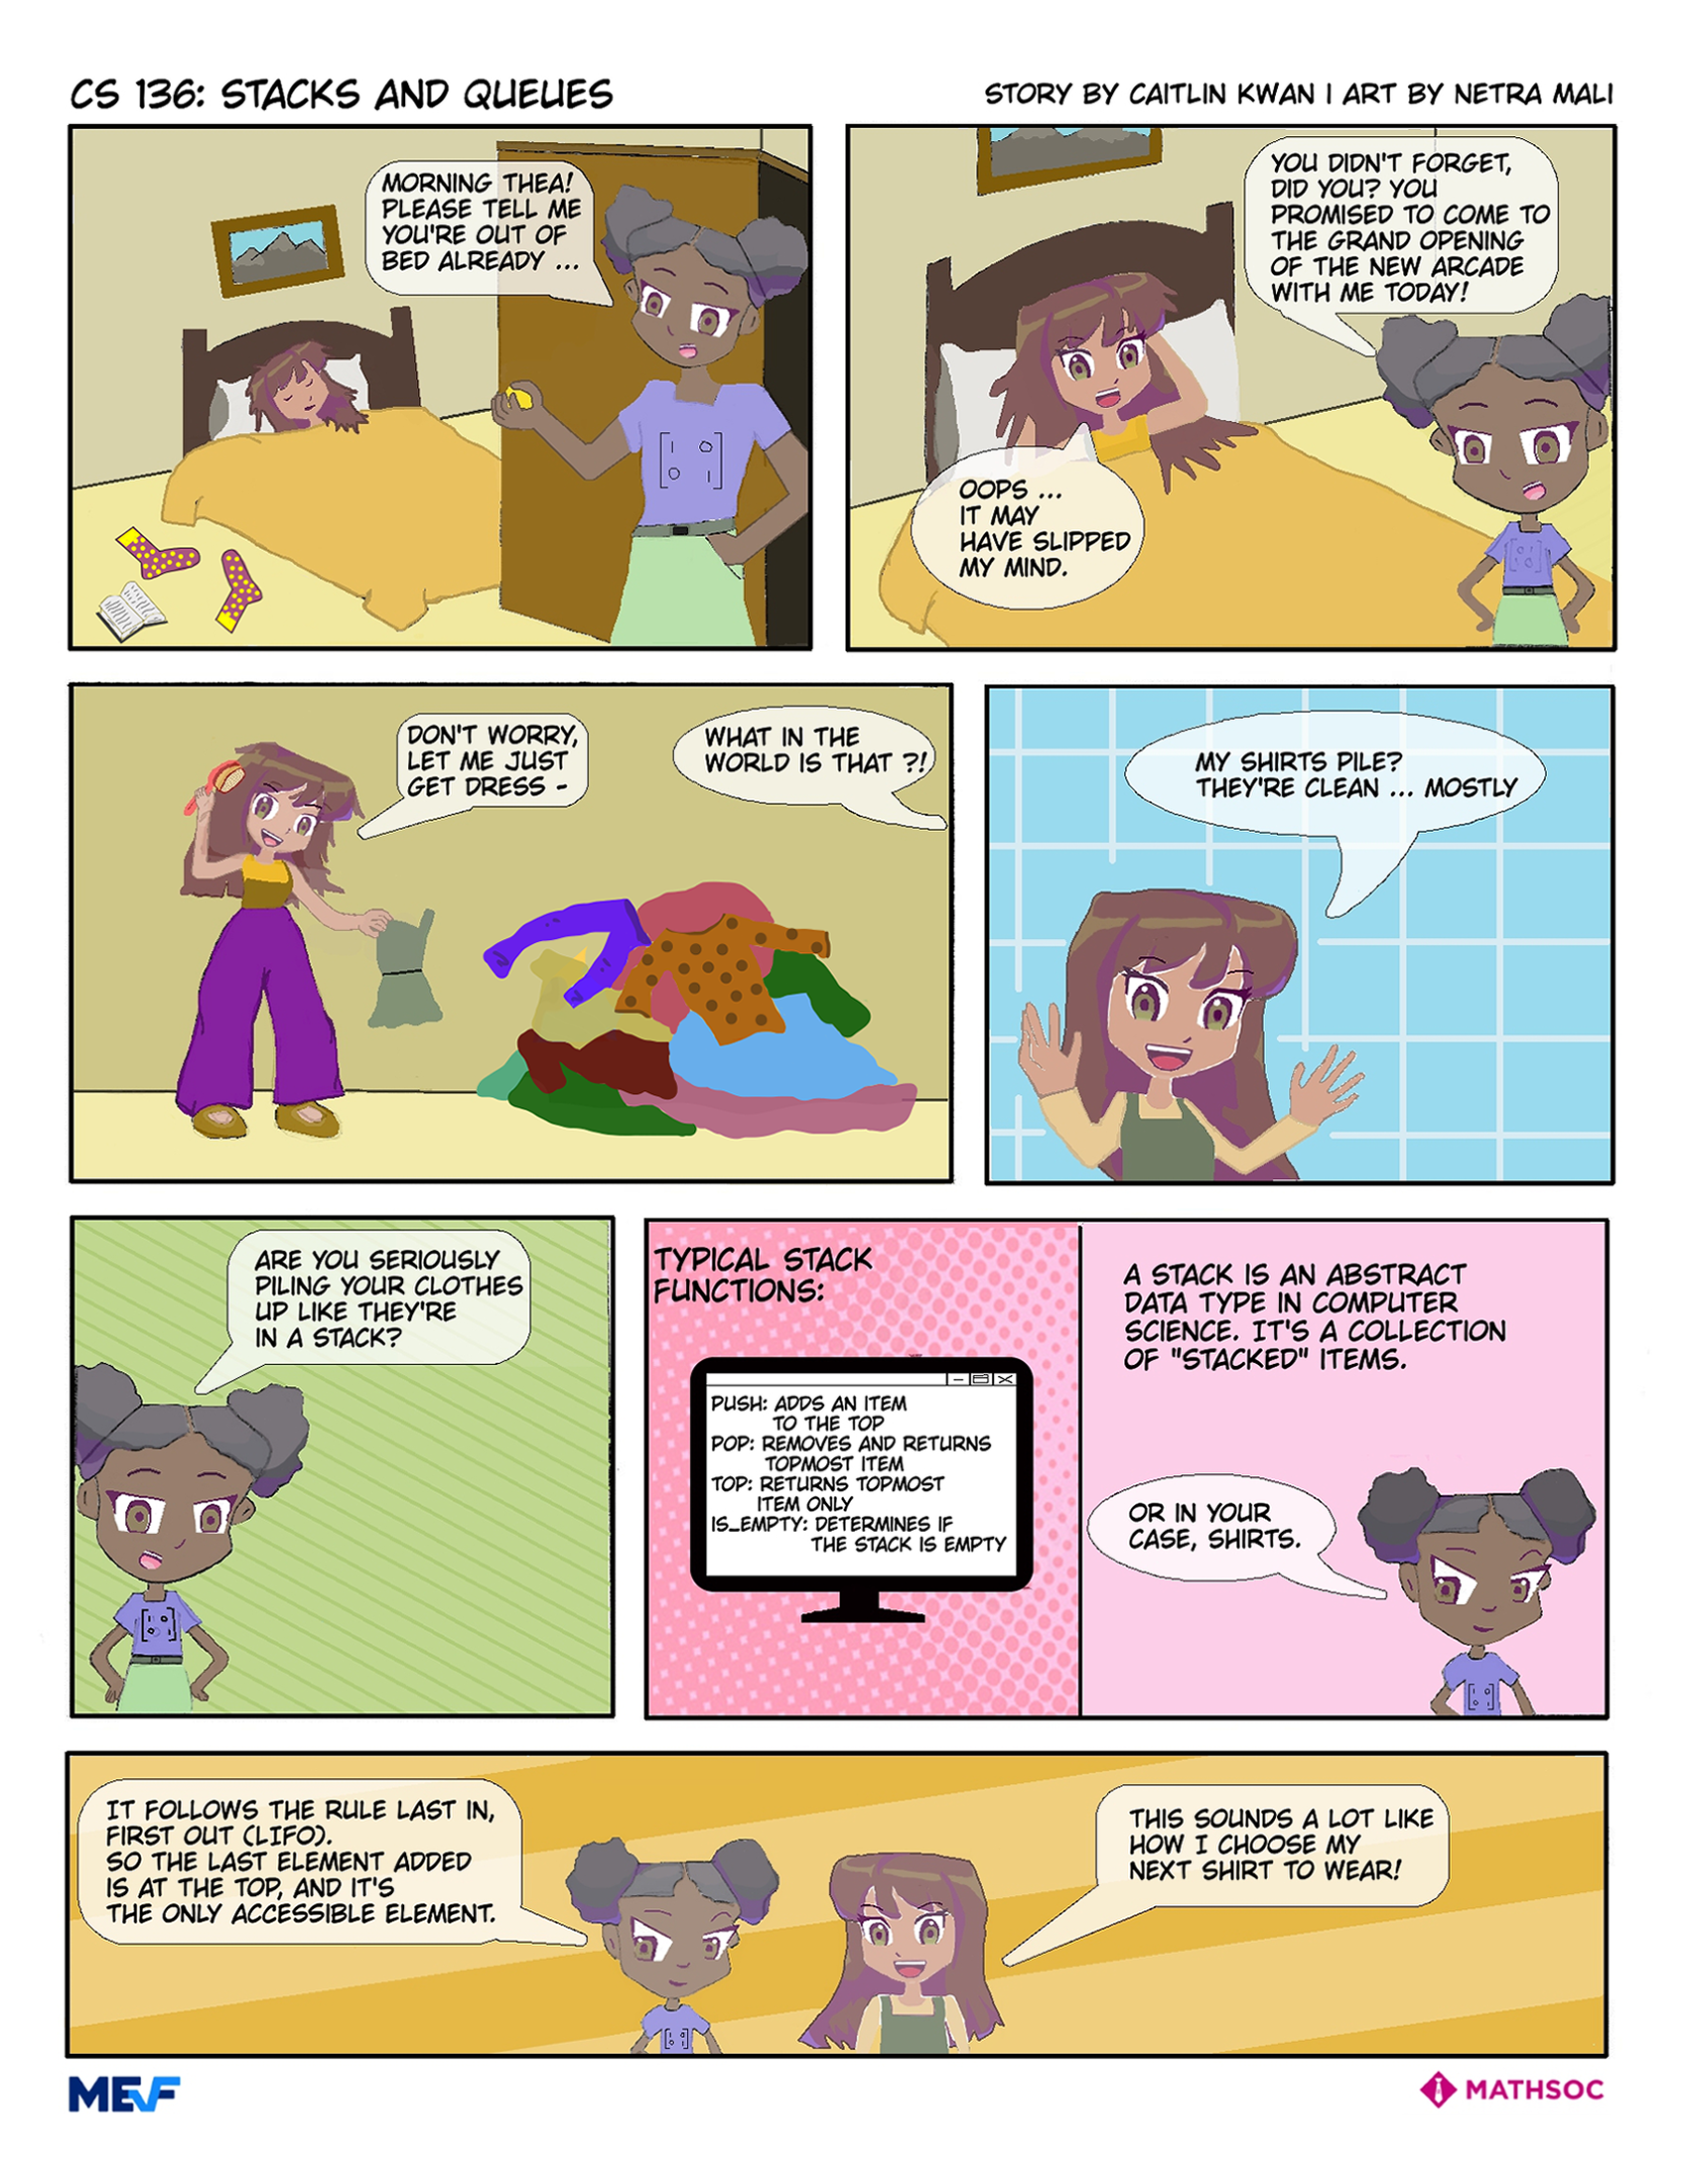 CS 136: STACKS AND QUEUES
STORY BY CAITLIN KWAN | ART BY NETRA MALI
MORNING THEA!
PLEASE TELL ME
YOU'RE OUT OF
BED ALREADY ...
YOU DIDN'T FORGET,
DID YOU? YOU
PROMISED TO COME TO
THE GRAND OPENING
OF THE NEW ARCADE
WITH ME TODAY!
OOPS ...
IT MAY
HAVE SLIPPED
MY MIND.
DON'T WORRY,
LET ME JUST
GET DRESS -
WHAT IN THE
WORLD IS THAT ?!
MY SHIRTS PILE?
THEY'RE CLEAN ... MOSTLY
ARE YOU SERIOUSLY
PILING YOUR CLOTHES
UP LIKE THEY'RE
IN A STACK?
TYPICAL STACK
FUNCTIONS:
PUSH: ADDS AN ITEM
TO THE TOP
POP: REMOVES AND RETURNS
TOPMOST ITEM
TOP: RETURNS TOPMOST
ITEM ONLY
IS_EMPTY: DETERMINES IF
THE STACK IS EMPTY
A STACK IS AN ABSTRACT
DATA TYPE IN COMPUTER
SCIENCE. IT'S A COLLECTION
OF "STACKED" ITEMS.
OR IN YOUR
CASE, SHIRTS.
IT FOLLOWS THE RULE LAST IN,
FIRST OUT (LIFO).
SO THE LAST ELEMENT ADDED
IS AT THE TOP, AND IT'S
THE ONLY ACCESSIBLE ELEMENT.
THIS SOUNDS A LOT LIKE
HOW I CHOOSE MY
NEXT SHIRT TO WEAR!
MEF
MATHSOC